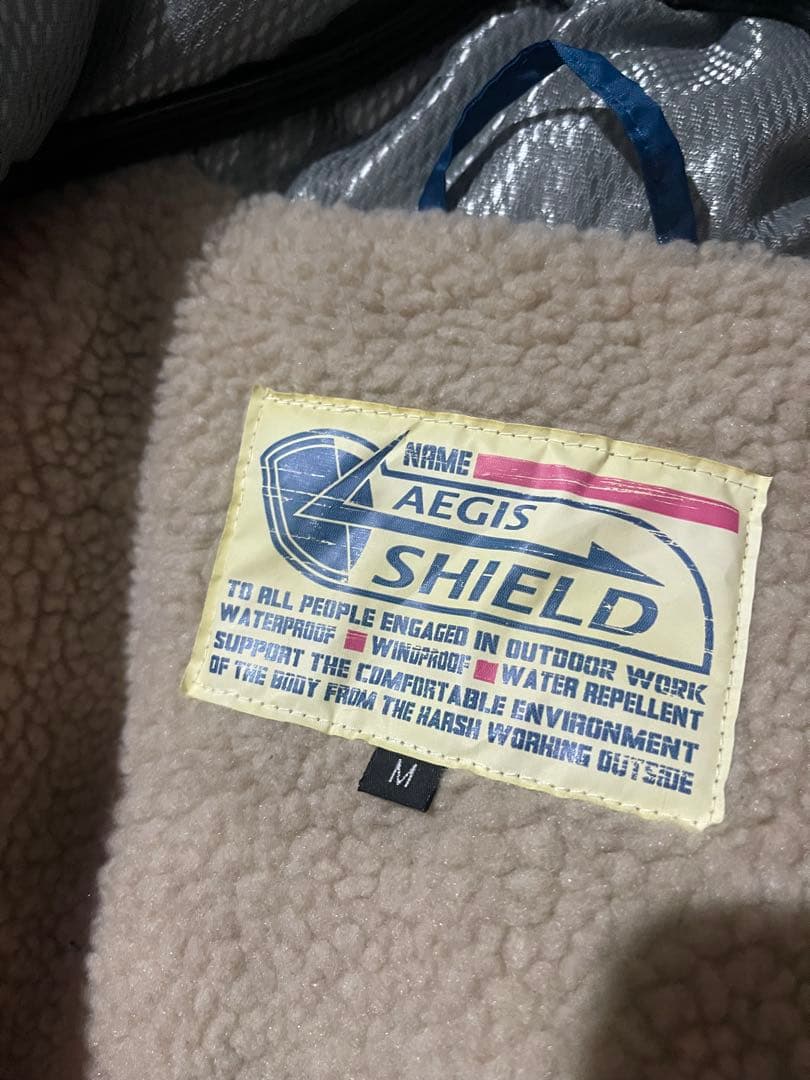 NAME
AEGIS
SHIELD
TO ALL PEOPLE ENGAGED IN OUTDOOR WORK
WATERPROOF WINDPROOF WATER REPELLENT
SUPPORT THE COMFORTABLE ENVIRONMENT
OF THE BODY FROM THE HARSH WORKING OUTSIDE
M